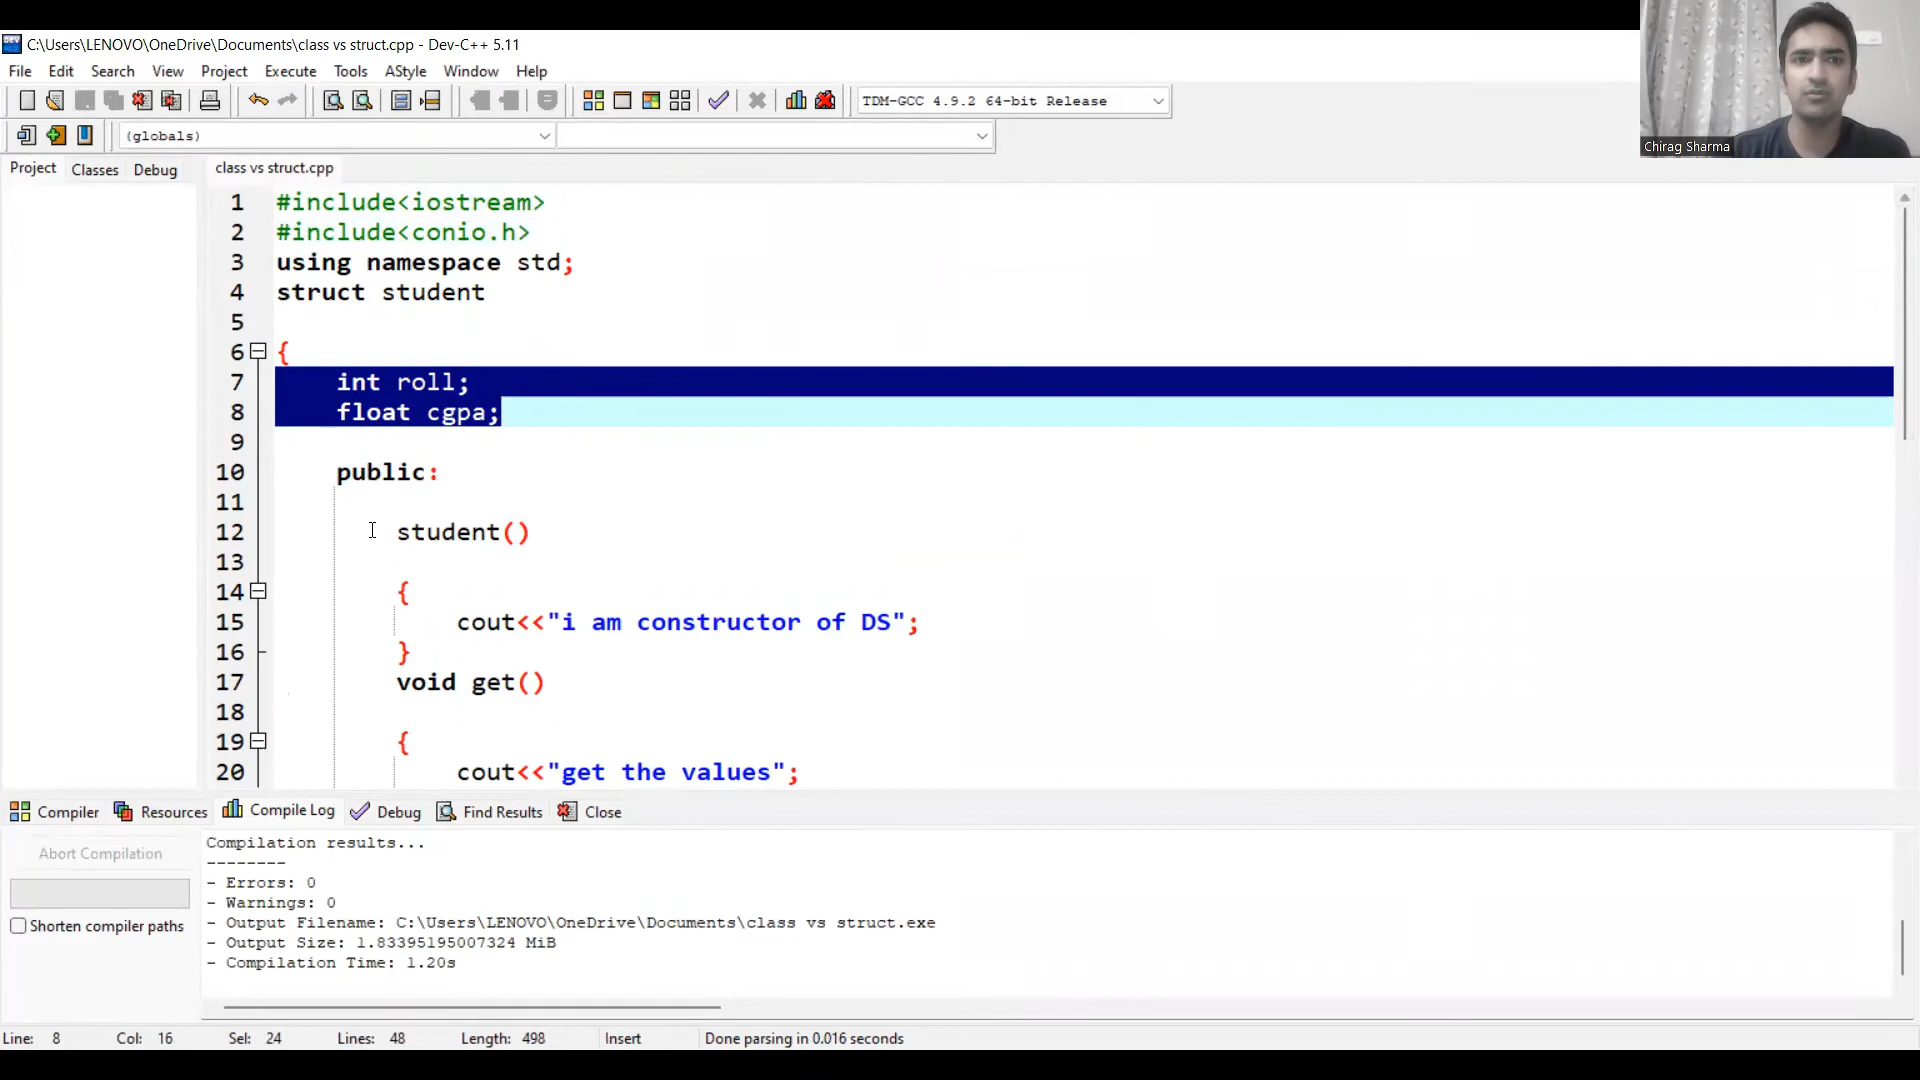 C:\Users\LENOVO\OneDrive\Documents\class vs struct.cpp - Dev-C++ 5.11
File Edit Search View Project Execute Tools AStyle Window Help
TDM-GCC 4.9.2 64-bit Release
(globals)
Chirag Sharma
Project Classes Debug class vs struct.cpp
1 #include<iostream>
2 #include<conio.h>
3 using namespace std;
4 struct student
5
6 {
7 int roll;
8 float cgpa;
9
10 public:
11
12 student()
13
14 {
15 cout<<"i am constructor of DS";
16 }
17 void get()
18
19 {
20 cout<<"get the values";
Compiler Resources Compile Log Debug Find Results Close
Abort Compilation
Shorten compiler paths
Compilation results...
--------
- Errors: 0
- Warnings: 0
- Output Filename: C:\Users\LENOVO\OneDrive\Documents\class vs struct.exe
- Output Size: 1.83395195007324 MiB
- Compilation Time: 1.20s
Line: 8 Col: 16 Sel: 24 Lines: 48 Length: 498 Insert Done parsing in 0.016 seconds